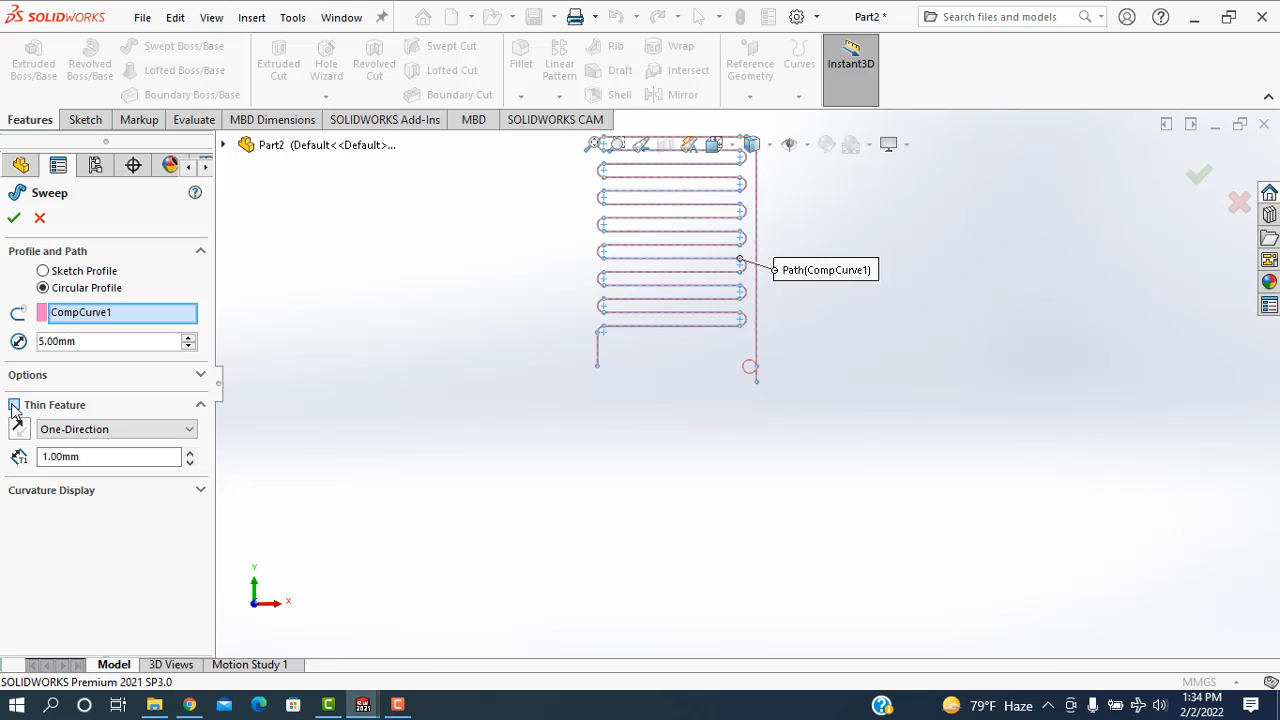 SOLIDWORKS File Edit View Insert Tools Window Part2 * Search files and models
Extruded Boss/Base
Revolved Boss/Base
Swept Boss/Base
Lofted Boss/Base
Boundary Boss/Base
Extruded Cut
Hole Wizard
Revolved Cut
Swept Cut
Lofted Cut
Boundary Cut
Fillet
Linear Pattern
Rib
Draft
Shell
Wrap
Intersect
Mirror
Reference Geometry
Curves
Instant3D
Features Sketch Markup Evaluate MBD Dimensions SOLIDWORKS Add-Ins MBD SOLIDWORKS CAM
Part2 (Default<<Default>...
Sweep
Profile and Path
Sketch Profile
Circular Profile
CompCurve1
5.00mm
Options
Thin Feature
One-Direction
1.00mm
Curvature Display
Path(CompCurve1)
Y
X
Model 3D Views Motion Study 1
SOLIDWORKS Premium 2021 SP3.0 MMGS
79°F Haze
1:34 PM
2/2/2022